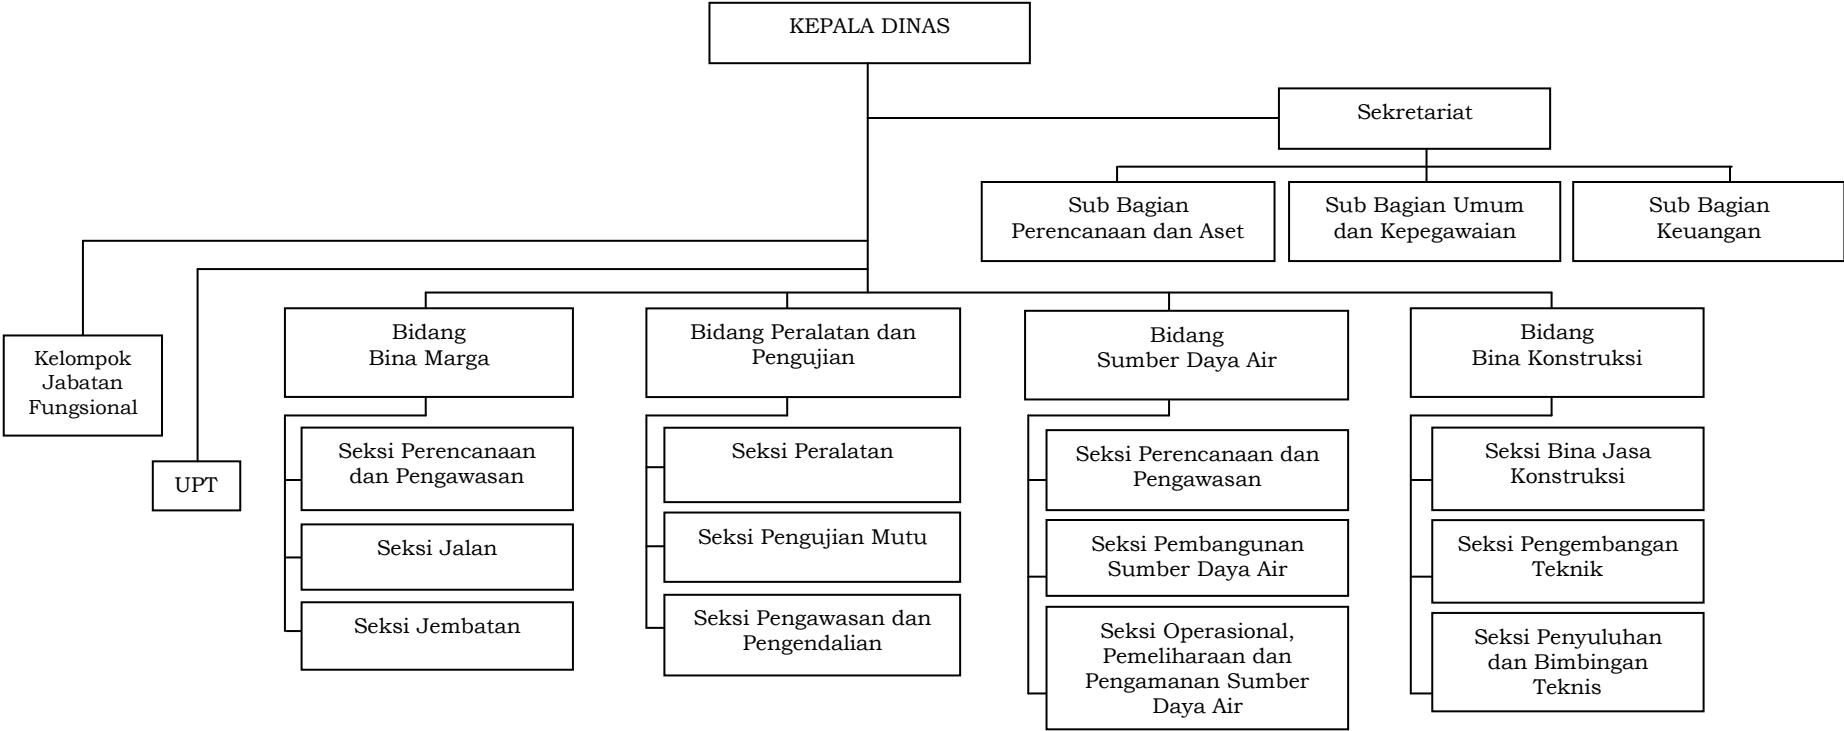 KEPALA DINAS
Sekretariat
Sub Bagian
Perencanaan dan Aset
Sub Bagian Umum
dan Kepegawaian
Sub Bagian
Keuangan
Kelompok
Jabatan
Fungsional
UPT
Bidang
Bina Marga
Seksi Perencanaan
dan Pengawasan
Seksi Jalan
Seksi Jembatan
Bidang Peralatan dan
Pengujian
Seksi Peralatan
Seksi Pengujian Mutu
Seksi Pengawasan dan
Pengendalian
Bidang
Sumber Daya Air
Seksi Perencanaan dan
Pengawasan
Seksi Pembangunan
Sumber Daya Air
Seksi Operasional,
Pemeliharaan dan
Pengamanan Sumber
Daya Air
Bidang
Bina Konstruksi
Seksi Bina Jasa
Konstruksi
Seksi Pengembangan
Teknik
Seksi Penyuluhan
dan Bimbingan
Teknis